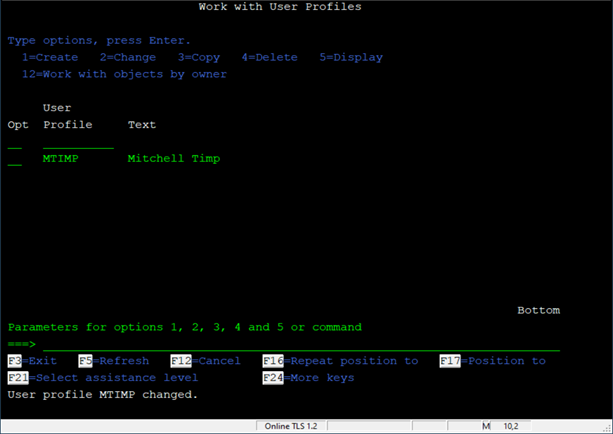 Work with User Profiles
Type options, press Enter.
1=Create 2=Change 3=Copy 4=Delete 5=Display
12=Work with objects by owner
User
Opt Profile Text
MTIMP Mitchell Timp
Bottom
Parameters for options 1, 2, 3, 4 and 5 or command
===>
F3=Exit F5=Refresh F12=Cancel F16=Repeat position to F17=Position to
F21=Select assistance level F24=More keys
User profile MTIMP changed.
Online TLS 1.2 M 10,2